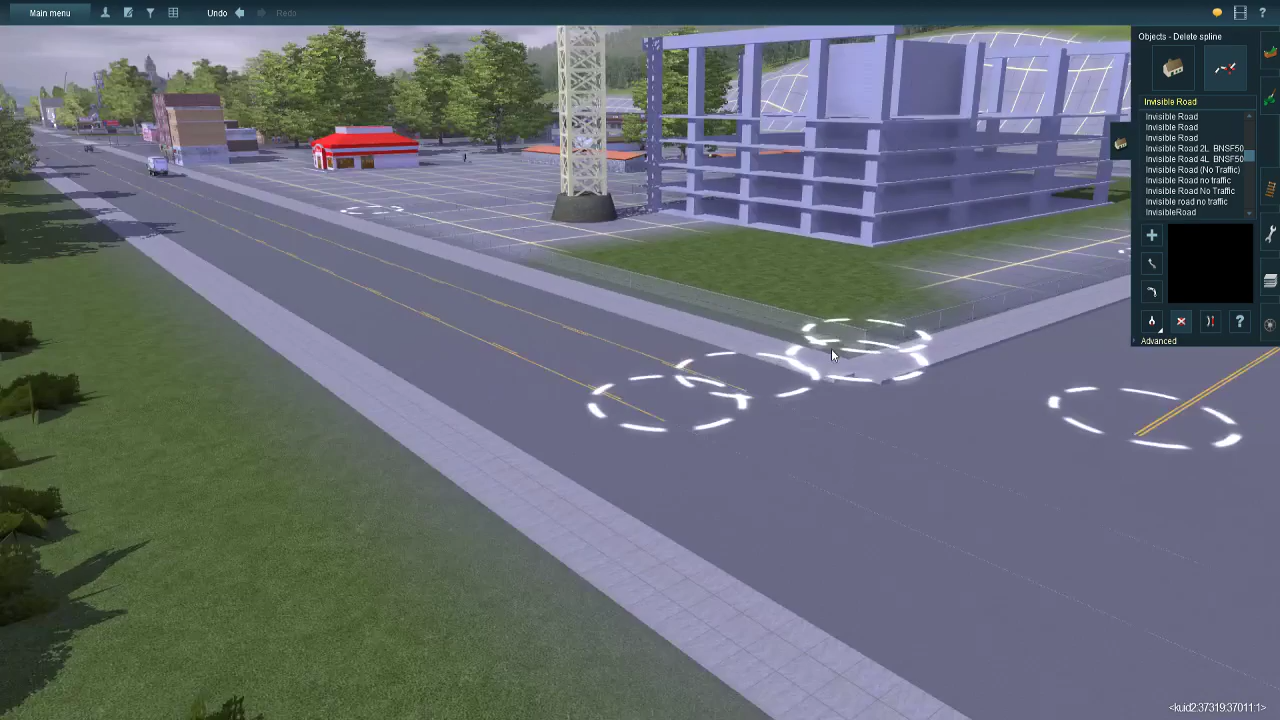 Main menu
Undo
Redo
?
Objects - Delete spline
Invisible Road
Invisible Road
Invisible Road
Invisible Road
Invisible Road 2L BNSF50
Invisible Road 4L BNSF50
Invisible Road (No Traffic)
Invisible Road no traffic
Invisible Road No Traffic
Invisible road no traffic
InvisibleRoad
?
Advanced
<kuid2:37319:37011:1>